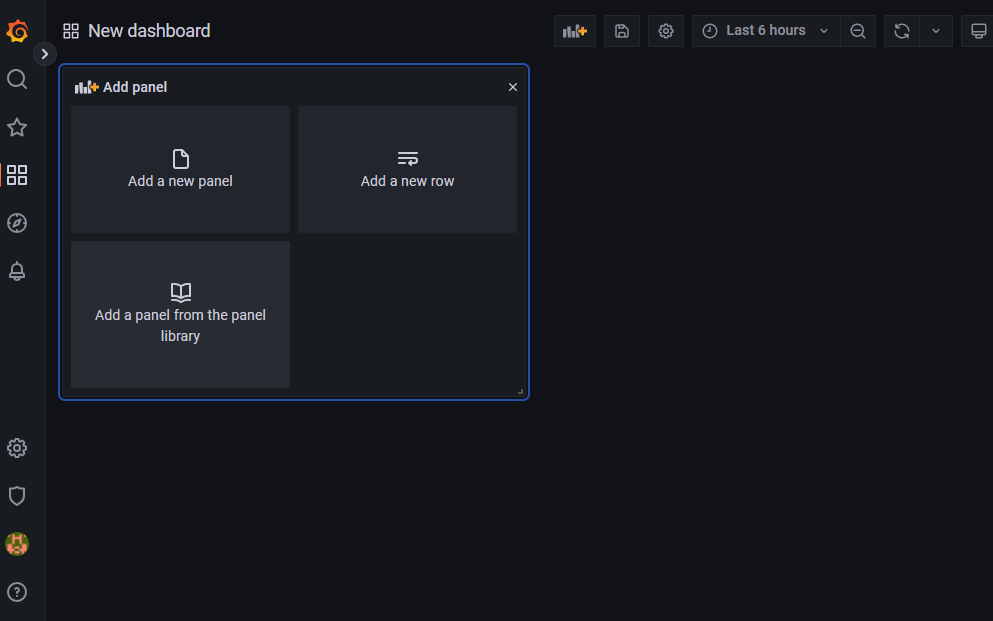 New dashboard
Last 6 hours
Add panel
Add a new panel
Add a new row
Add a panel from the panel
library